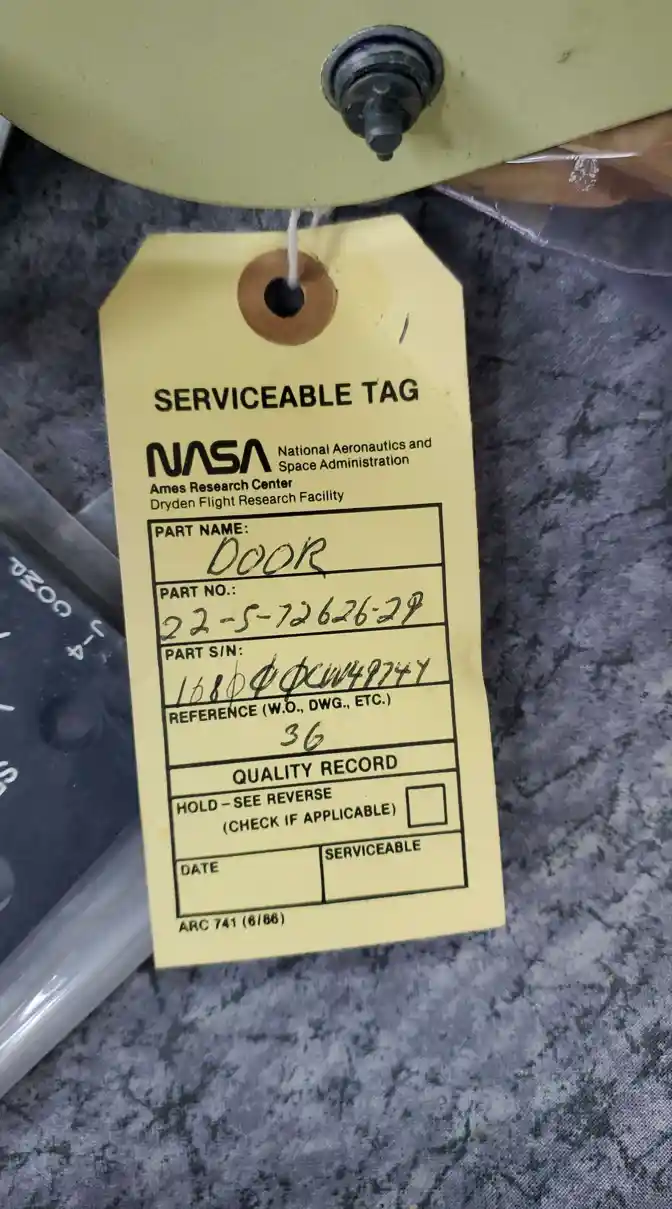 SERVICEABLE TAG
NASA National Aeronautics and
Space Administration
Ames Research Center
Dryden Flight Research Facility
PART NAME:
DOOR
PART NO.:
22-5-72626-29
PART S/N:
REFERENCE (W.O., DWG., ETC.)
36
QUALITY RECORD
HOLD – SEE REVERSE
(CHECK IF APPLICABLE)
DATE
SERVICEABLE
ARC 741 (6/86)